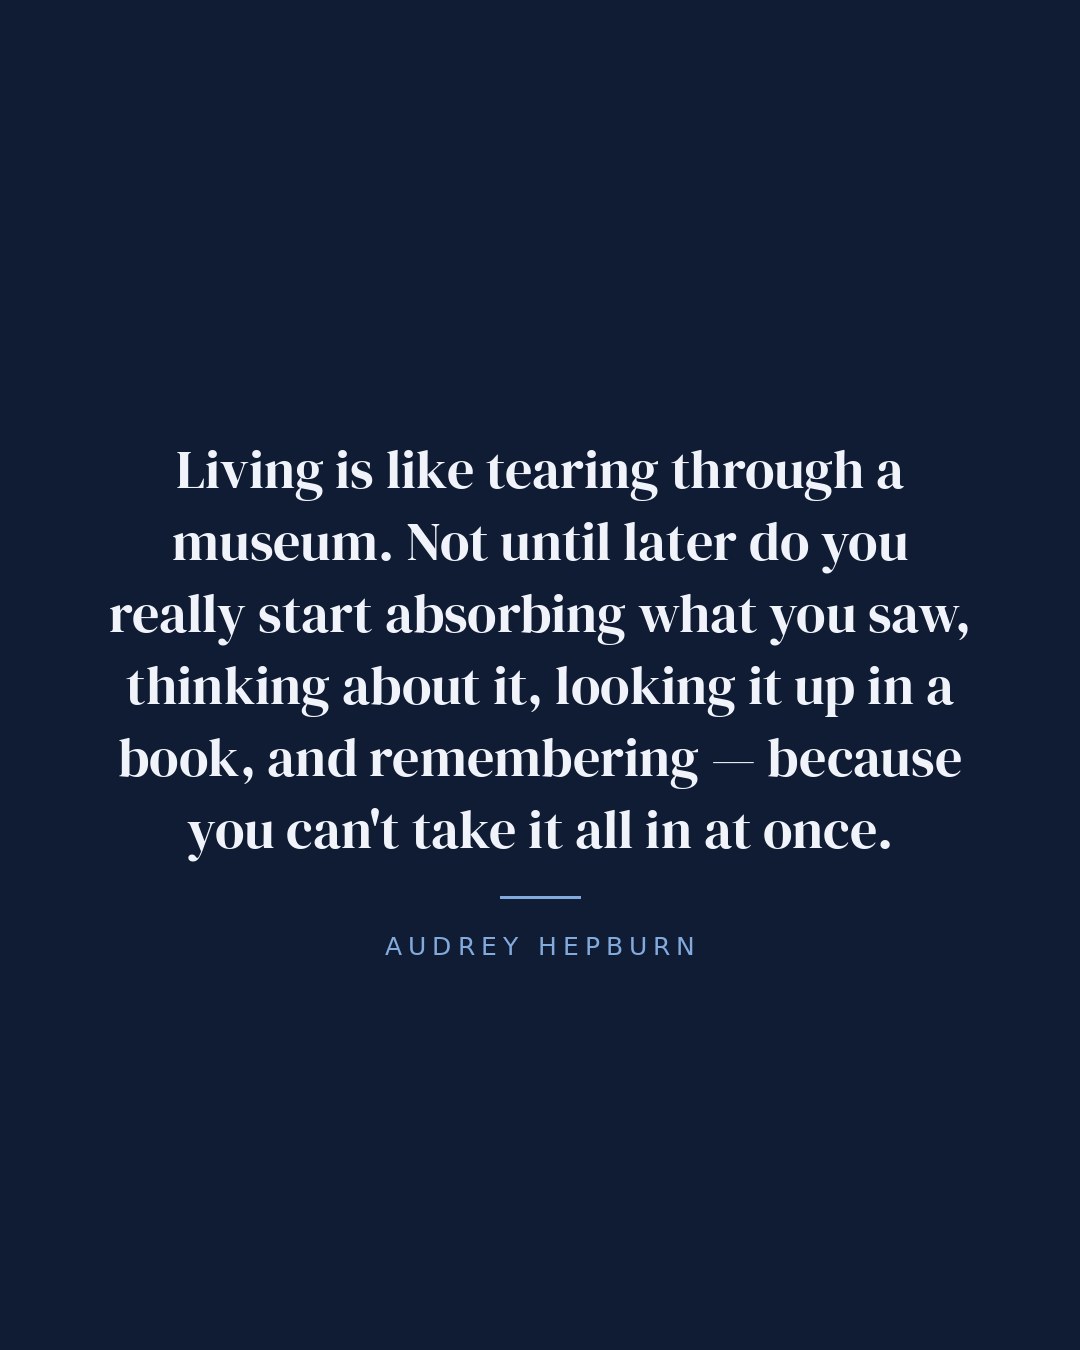 Living is like tearing through a
museum. Not until later do you
really start absorbing what you saw,
thinking about it, looking it up in a
book, and remembering — because
you can't take it all in at once.
AUDREY HEPBURN